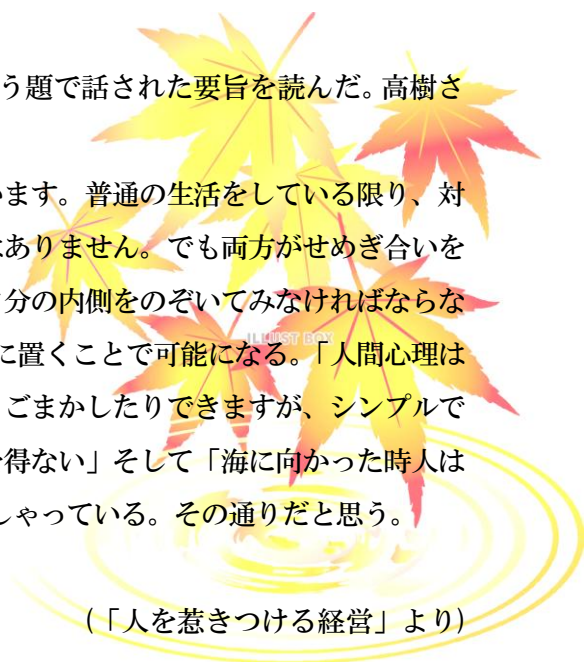 う題で話された要旨を読んだ。高樹さ
います。普通の生活をしている限り、対
はありません。でも両方がせめぎ合いを
分の内側をのぞいてみなければならな
に置くことで可能になる。「人間心理は
ごまかしたりできますが、シンプルで
得ない」そして「海に向かった時人は
しゃっている。その通りだと思う。
(「人を惹きつける経営」より)
ILLUST BOX